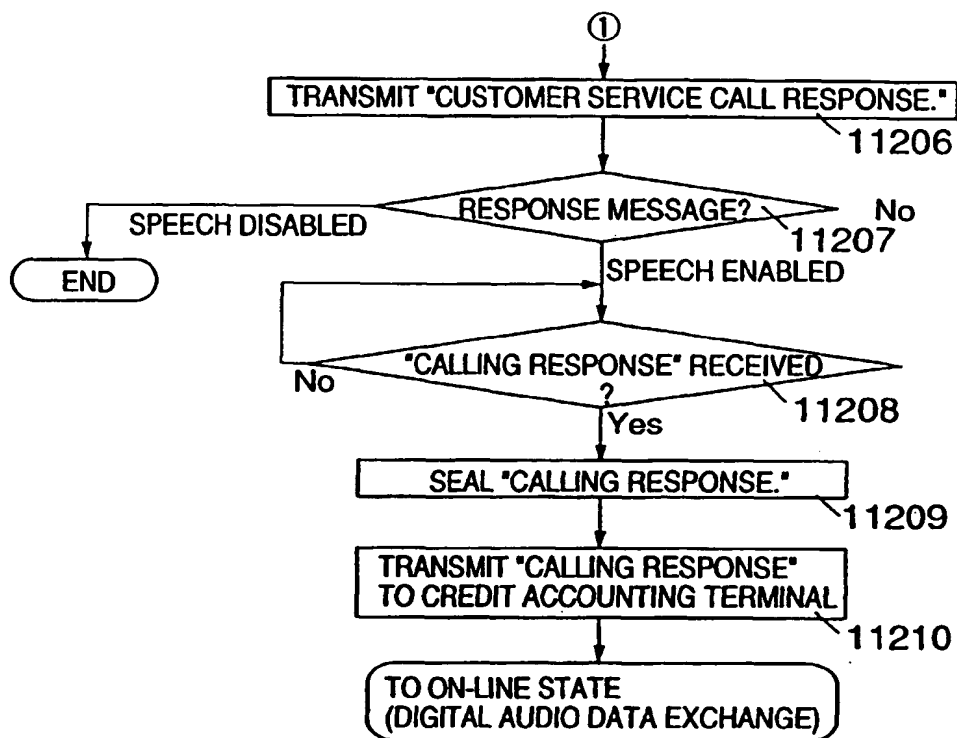 ①
TRANSMIT "CUSTOMER SERVICE CALL RESPONSE."
11206
RESPONSE MESSAGE?
No
11207
SPEECH DISABLED
END
SPEECH ENABLED
"CALLING RESPONSE" RECEIVED
?
No
11208
Yes
SEAL "CALLING RESPONSE."
11209
TRANSMIT "CALLING RESPONSE"
TO CREDIT ACCOUNTING TERMINAL
11210
TO ON-LINE STATE
(DIGITAL AUDIO DATA EXCHANGE)